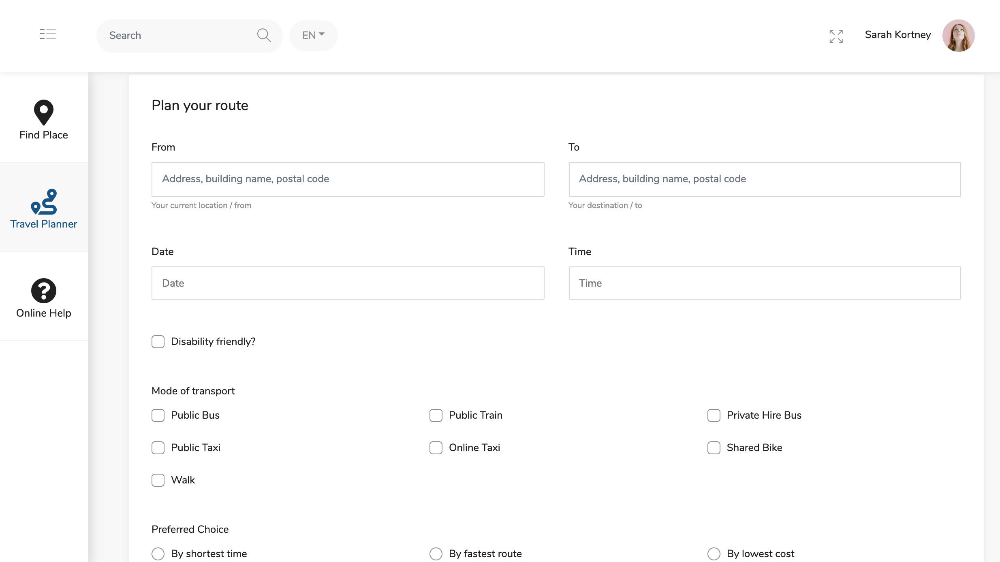 Search
EN
Sarah Kortney
Find Place
Travel Planner
Online Help
Plan your route
From
To
Address, building name, postal code
Address, building name, postal code
Your current location / from
Your destination / to
Date
Time
Date
Time
Disability friendly?
Mode of transport
Public Bus
Public Train
Private Hire Bus
Public Taxi
Online Taxi
Shared Bike
Walk
Preferred Choice
By shortest time
By fastest route
By lowest cost